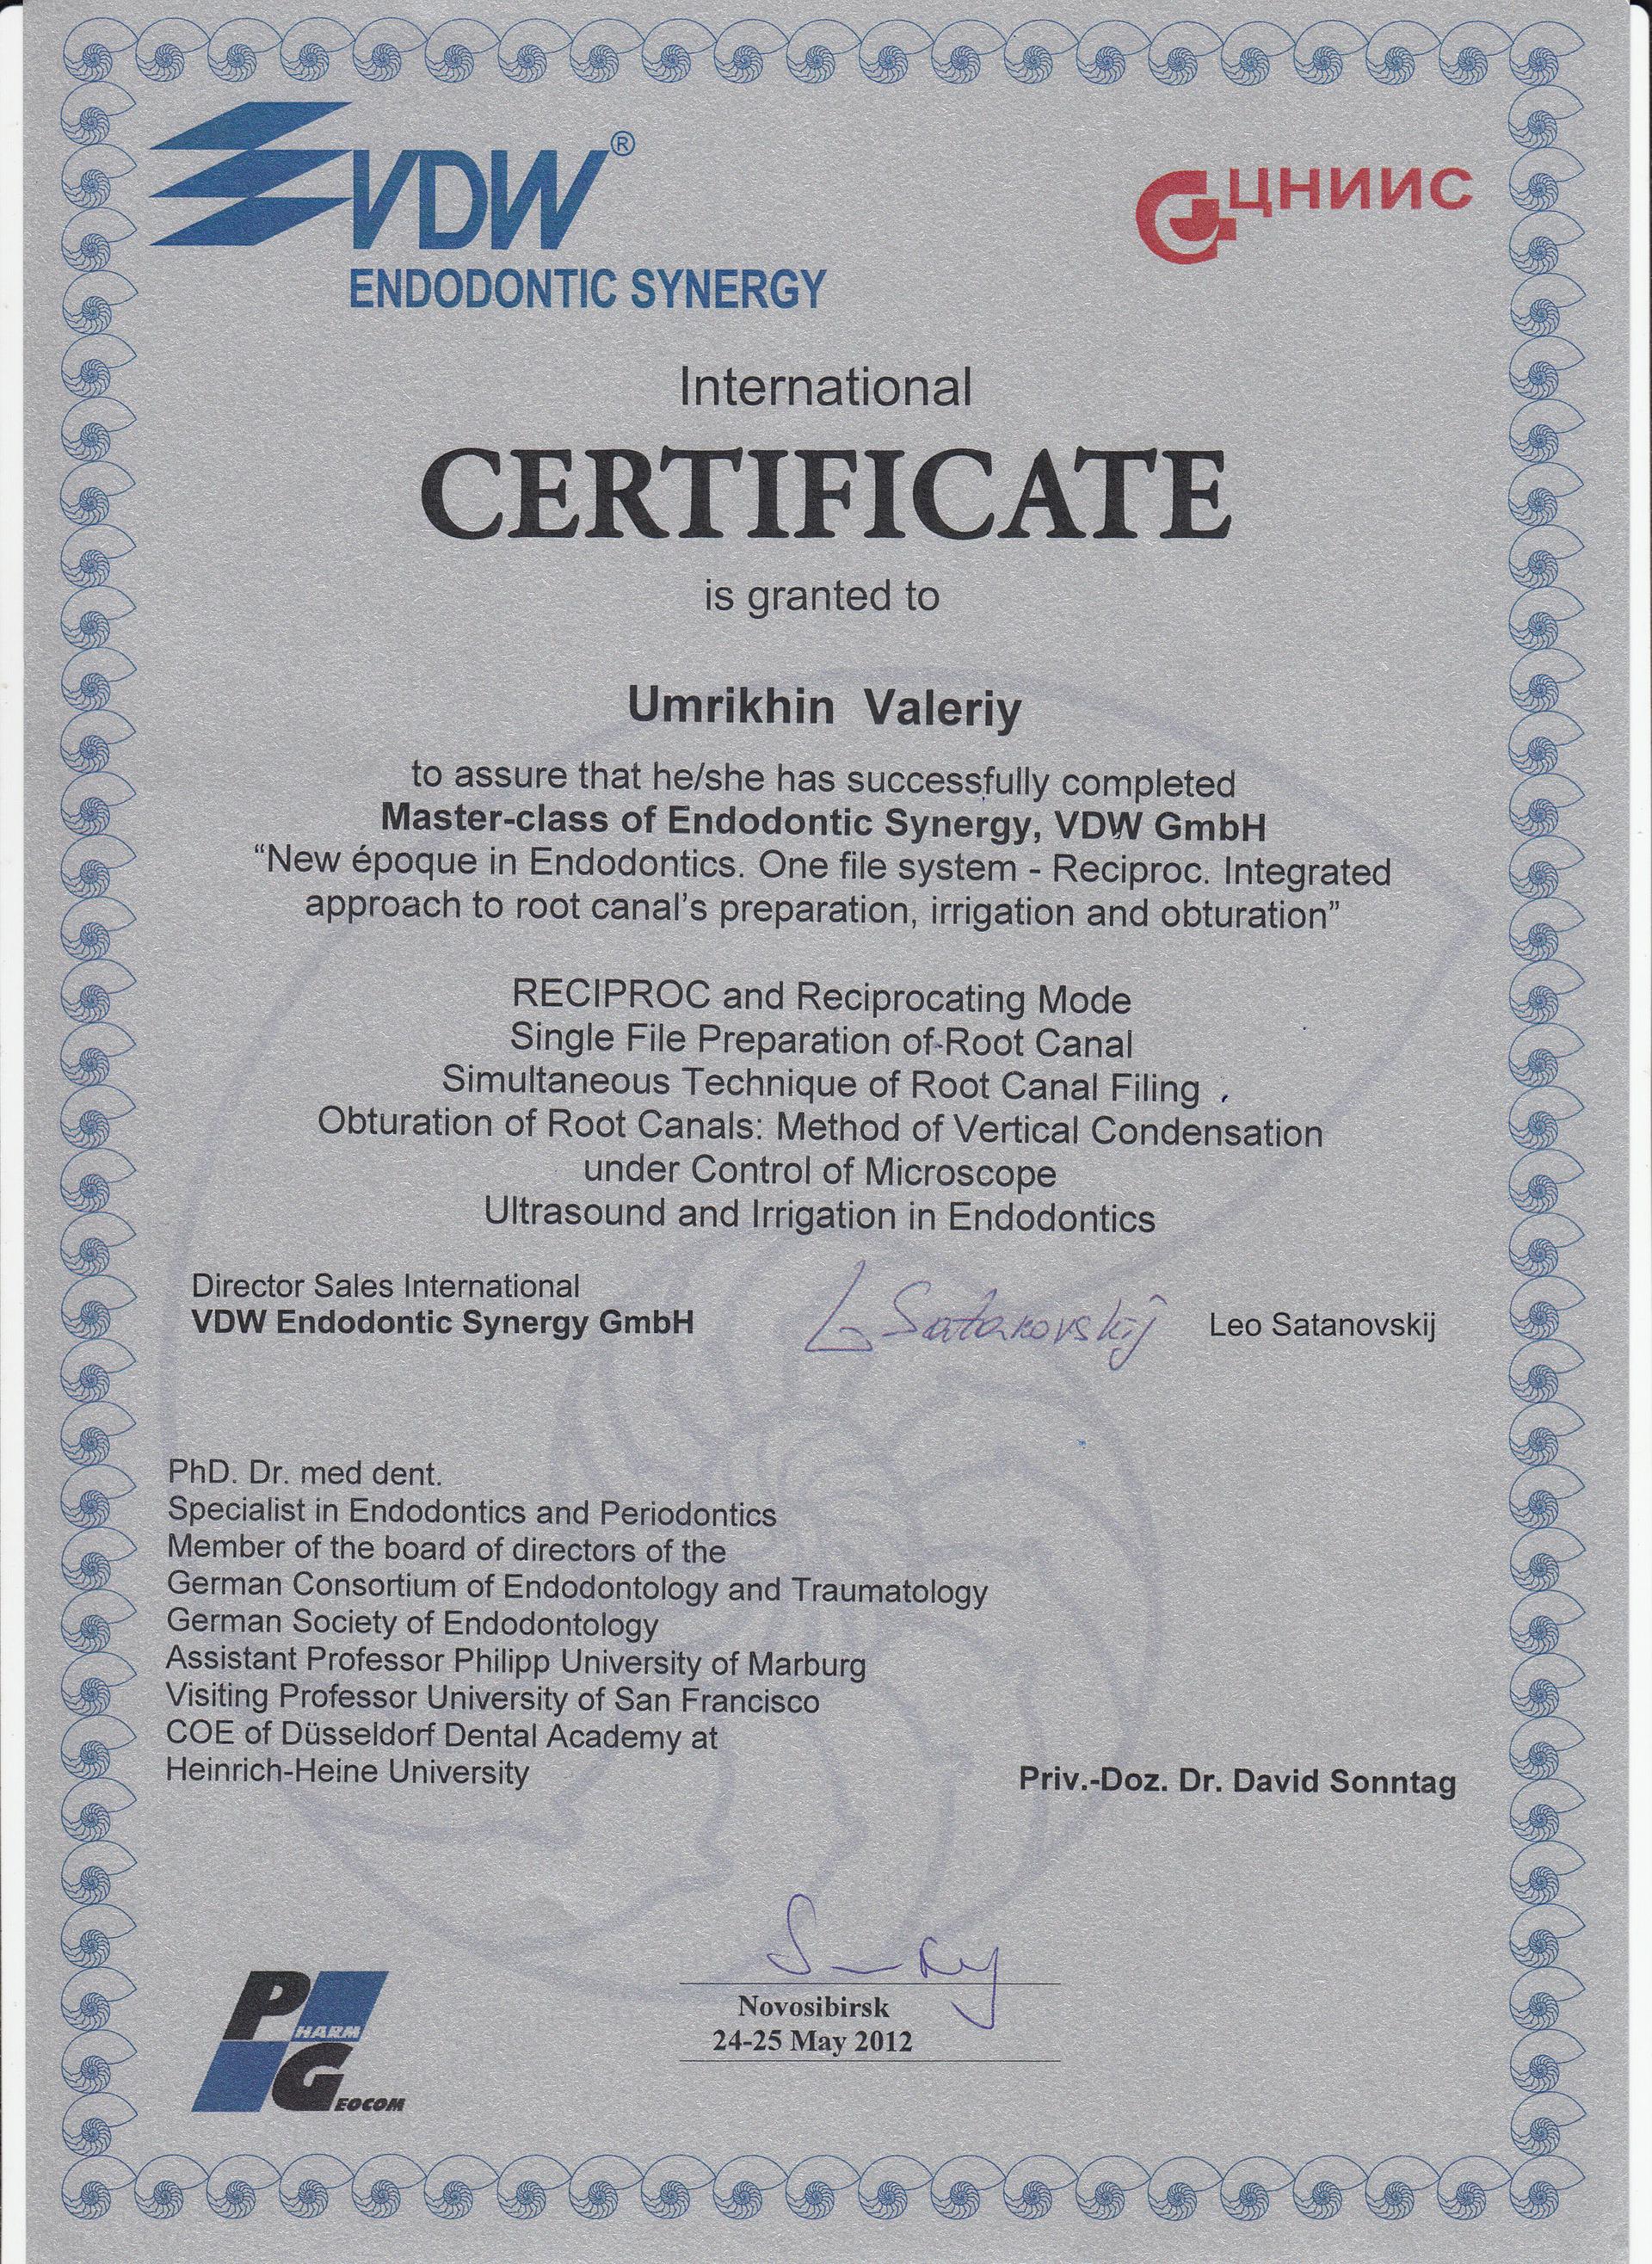 VDW®
ENDODONTIC SYNERGY
ЦНИИС
International
CERTIFICATE
is granted to
Umrikhin Valeriy
to assure that he/she has successfully completed
Master-class of Endodontic Synergy, VDW GmbH
“New époque in Endodontics. One file system - Reciproc. Integrated
approach to root canal’s preparation, irrigation and obturation”
RECIPROC and Reciprocating Mode
Single File Preparation of Root Canal
Simultaneous Technique of Root Canal Filing
Obturation of Root Canals: Method of Vertical Condensation
under Control of Microscope
Ultrasound and Irrigation in Endodontics
Director Sales International
VDW Endodontic Synergy GmbH
L Satanovskij
Leo Satanovskij
PhD. Dr. med dent.
Specialist in Endodontics and Periodontics
Member of the board of directors of the
German Consortium of Endodontology and Traumatology
German Society of Endodontology
Assistant Professor Philipp University of Marburg
Visiting Professor University of San Francisco
COE of Düsseldorf Dental Academy at
Heinrich-Heine University
Priv.-Doz. Dr. David Sonntag
Novosibirsk
24-25 May 2012
PHARM
GEOCOM